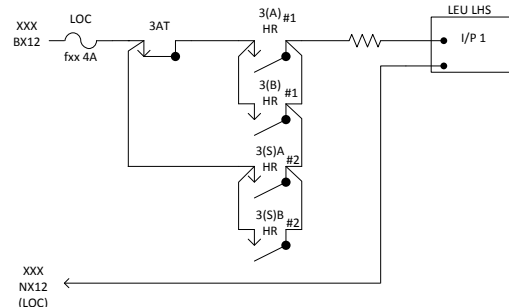 XXX
BX12
LOC
fxx 4A
3AT
3(A)
HR
#1
3(B)
HR
#1
3(S)A
HR
#2
3(S)B
HR
#2
LEU LHS
I/P 1
XXX
NX12
(LOC)